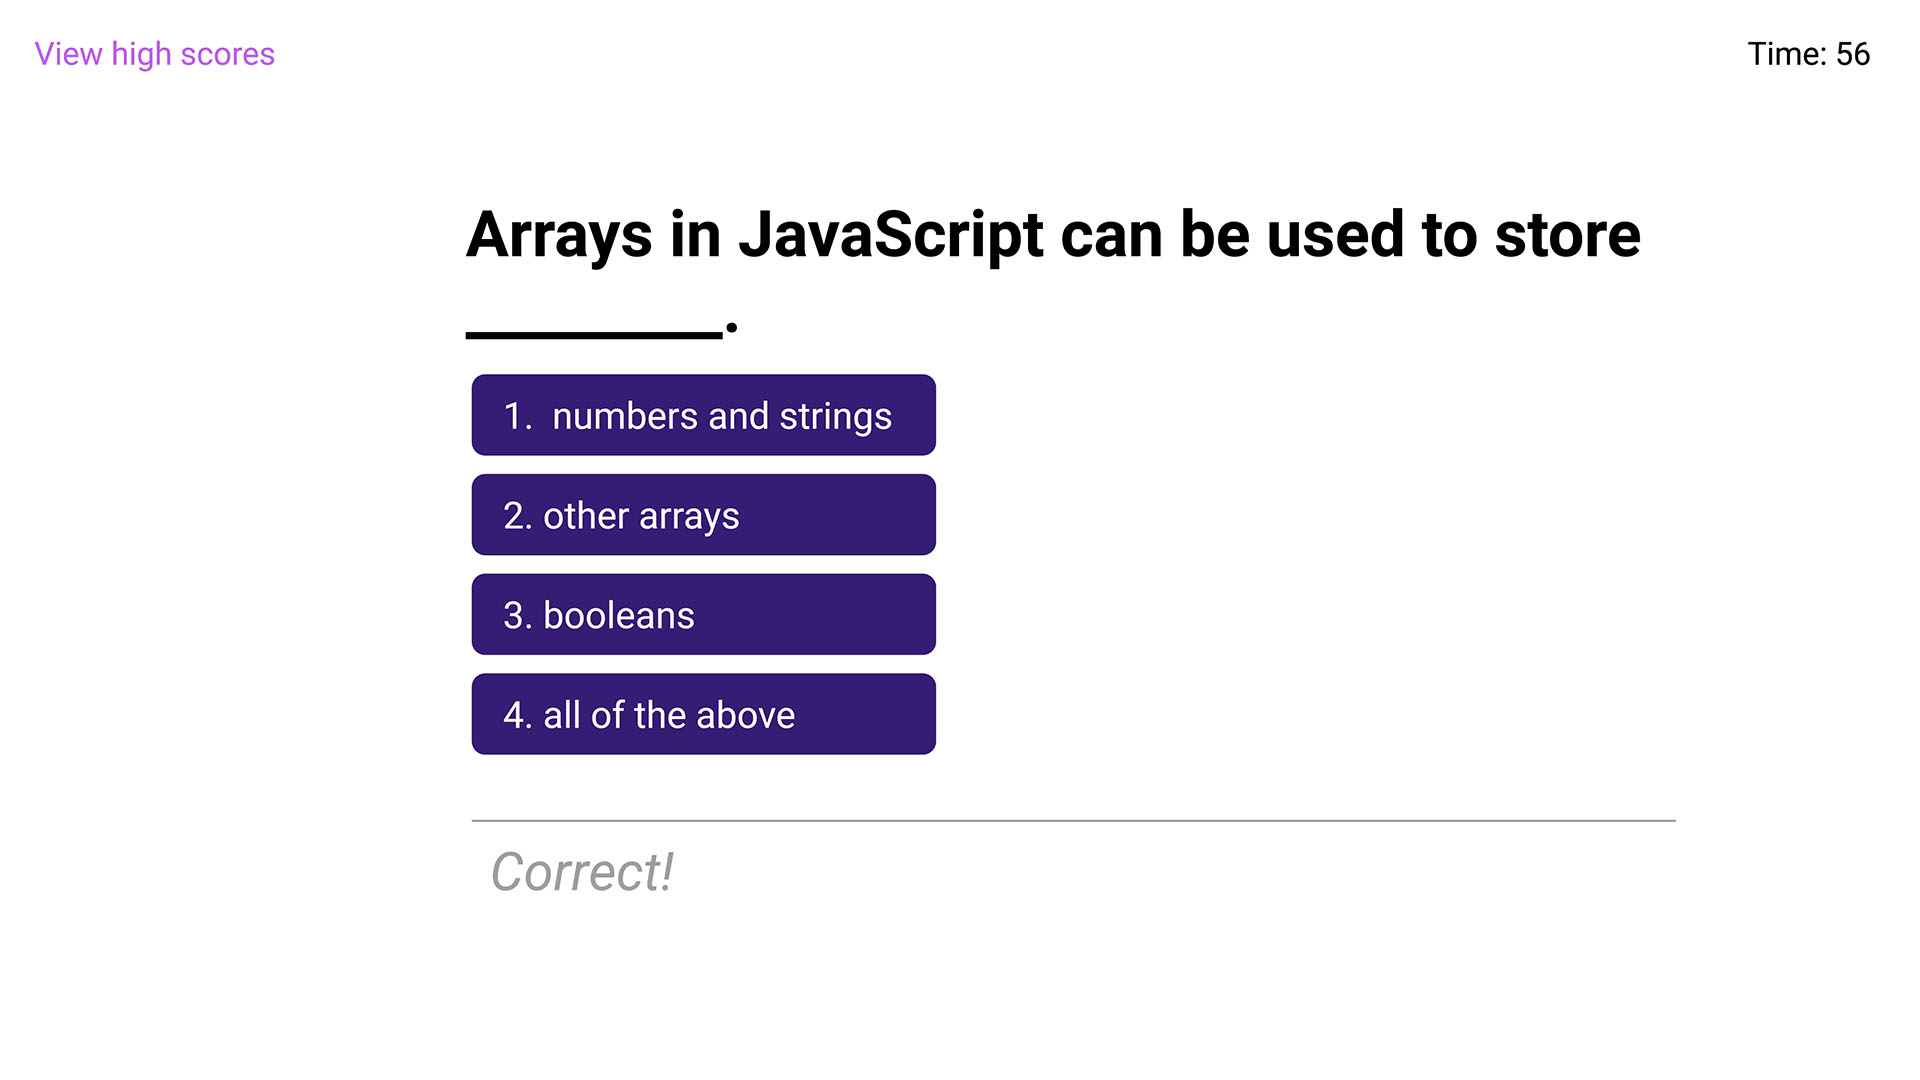 View high scores
Time: 56
Arrays in JavaScript can be used to store
________.
1.  numbers and strings
2. other arrays
3. booleans
4. all of the above
Correct!